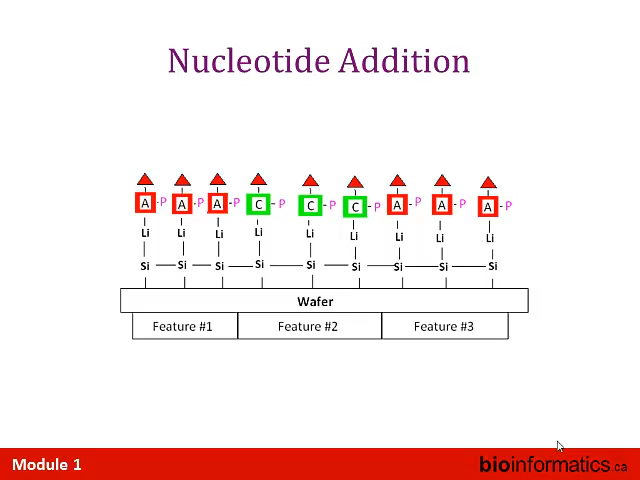 Nucleotide Addition
A -P A -P A -P C -P C -P C -P A -P A -P A -P
Li Li Li Li Li Li Li Li Li
Si Si Si Si Si Si Si Si Si
Wafer
Feature #1 Feature #2 Feature #3
Module 1
bioinformatics.ca